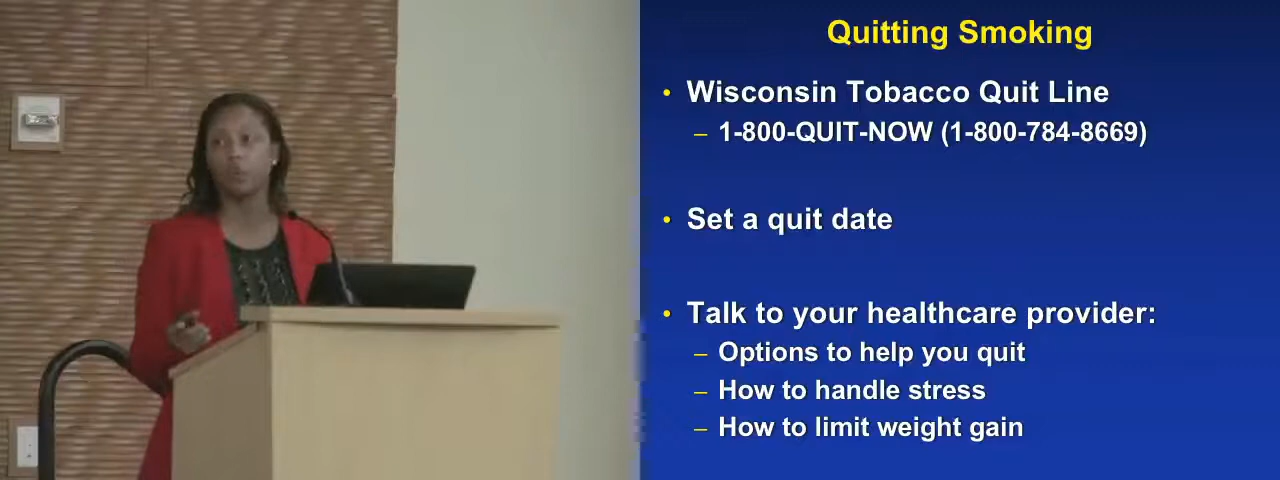 Quitting Smoking
• Wisconsin Tobacco Quit Line
– 1-800-QUIT-NOW (1-800-784-8669)
• Set a quit date
• Talk to your healthcare provider:
– Options to help you quit
– How to handle stress
– How to limit weight gain